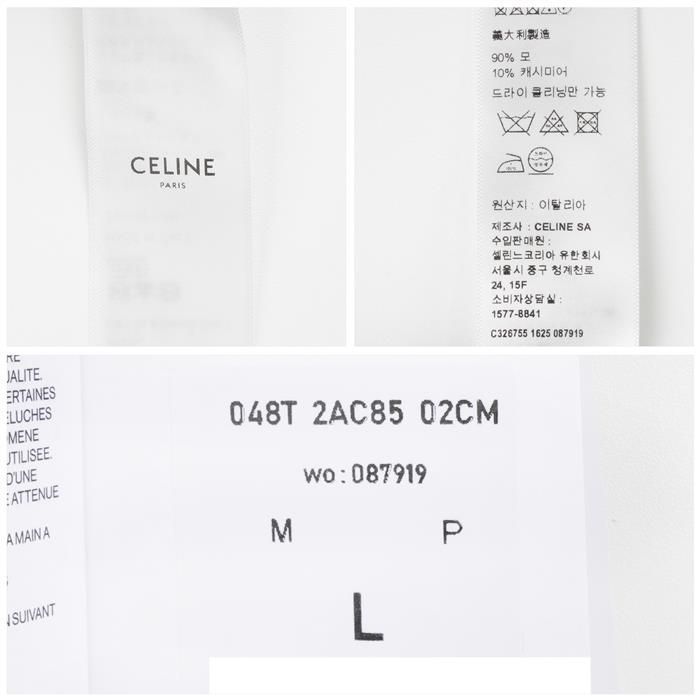 CELINE
PARIS
義大利製造
90% 모
10% 캐시미어
드라이 클리닝만 가능
원산지 : 이탈리아
제조사 : CELINE SA
수입판매원 :
셀린느코리아 유한회사
서울시 중구 청계천로
24, 15F
소비자상담실 :
1577-8841
C326755 1625 087919
UALITE.
ERTAINES
ELUCHES
OMENE
UTILISEE.
D'UNE
E ATTENUE
A MAIN A
N SUIVANT
048T 2AC85 02CM
wo:087919
M P
L